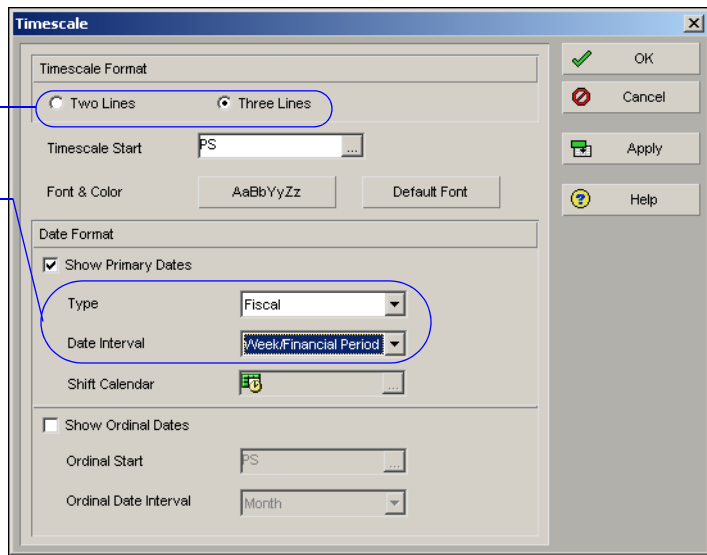 Timescale
Timescale Format
Two Lines
Three Lines
Timescale Start
PS
...
Font & Color
AaBbYyZz
Default Font
Date Format
Show Primary Dates
Type
Fiscal
Date Interval
Week/Financial Period
Shift Calendar
...
Show Ordinal Dates
Ordinal Start
PS
...
Ordinal Date Interval
Month
OK
Cancel
Apply
? Help